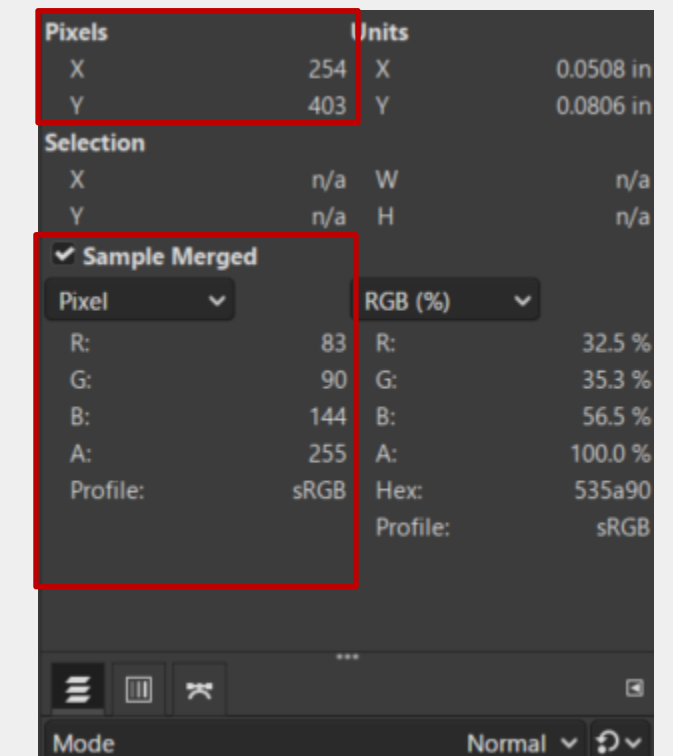 Pixels Units
X 254 X 0.0508 in
Y 403 Y 0.0806 in
Selection
X n/a W n/a
Y n/a H n/a
Sample Merged
Pixel RGB (%)
R: 83 R: 32.5 %
G: 90 G: 35.3 %
B: 144 B: 56.5 %
A: 255 A: 100.0 %
Profile: sRGB Hex: 535a90
Profile: sRGB
Mode Normal